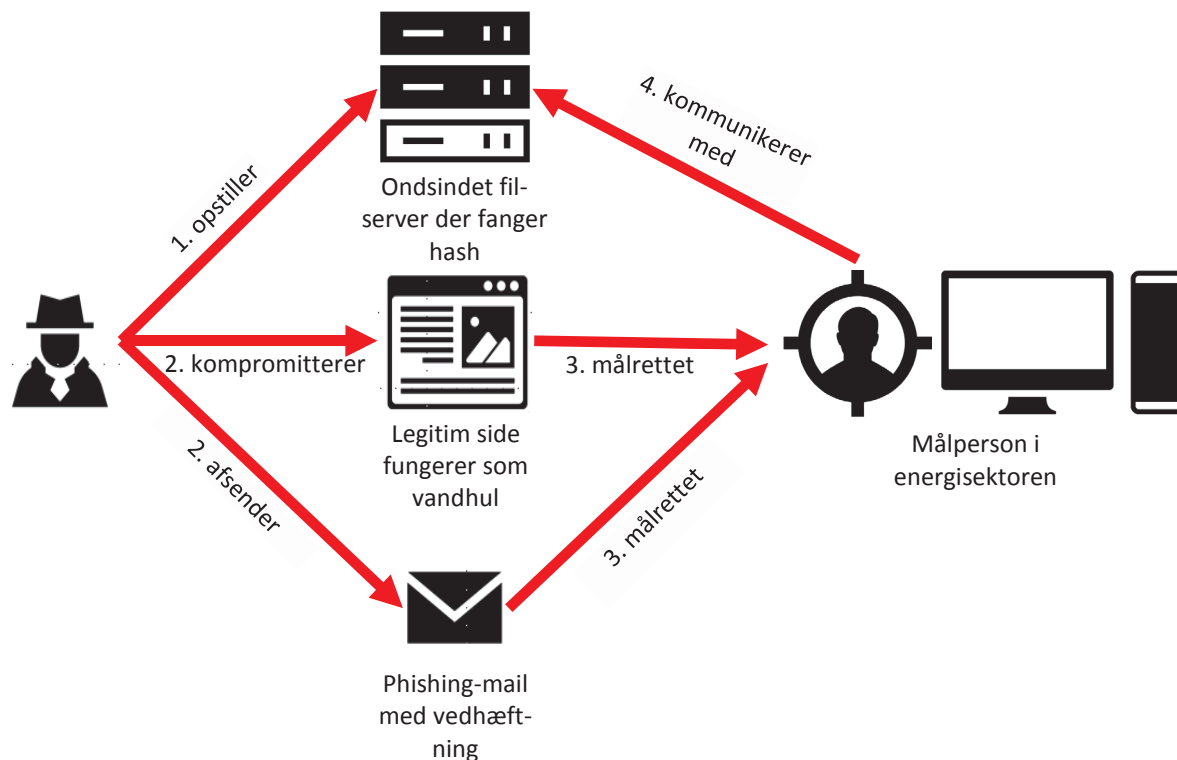 1. opstiller
4. kommunikerer
med
Ondsindet fil-
server der fanger
hash
2. kompromitterer
3. målrettet
Legitim side
fungerer som
vandhul
Målperson i
energisektoren
2. afsender
3. målrettet
Phishing-mail
med vedhæft-
ning